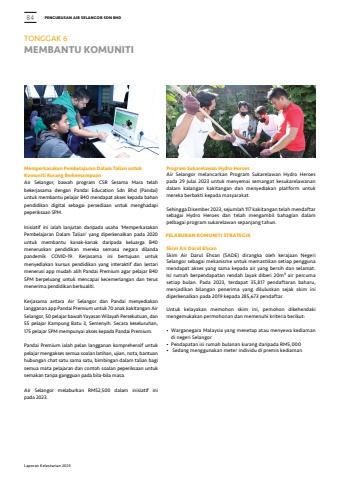 84
PENGURUSAN AIR SELANGOR SDN BHD
TONGGAK 6
MEMBANTU KOMUNITI
Memperkasakan Pembelajaran Dalam Talian untuk
Komuniti Kurang Berkemampuan
Air Selangor, bawah program CSR Sesama Mara telah
bekerjasama dengan Pandai Education Sdn Bhd (Pandai)
untuk membantu pelajar B40 mendapat akses kepada bahan
pendidikan digital sebagai persediaan untuk menghadapi
peperiksaan SPM.
Inisiatif ini ialah lanjutan daripada usaha 'Memperkasakan
Pembelajaran Dalam Talian' yang diperkenalkan pada 2020
untuk membantu kanak-kanak daripada keluarga B40
meneruskan pendidikan mereka semasa negara dilanda
pandemik COVID-19. Kerjasama ini bertujuan untuk
menyediakan kursus pendidikan yang interaktif dan lestari
menerusi app mudah alih Pandai Premium agar pelajar B40
SPM berpeluang untuk mencapai kecemerlangan dan terus
menerima pendidikan berkualiti.
Kerjasama antara Air Selangor dan Pandai menyediakan
langganan app Pandai Premium untuk 70 anak kakitangan Air
Selangor, 50 pelajar bawah Yayasan Wilayah Persekutuan, dan
55 pelajar Kampung Batu 3, Semenyih. Secara keseluruhan,
175 pelajar SPM mempunyai akses kepada Pandai Premium.
Pandai Premium ialah pelan langganan komprehensif untuk
pelajar mengakses semua soalan latihan, ujian, nota, bantuan
hubungan chat satu sama satu, bimbingan dalam talian bagi
semua mata pelajaran dan contoh soalan peperiksaan untuk
semakan tanpa gangguan pada bila-bila masa.
Air Selangor melaburkan RM52,500 dalam inisiatif ini
pada 2023.
Program Sukarelawan Hydro Heroes
Air Selangor melancarkan Program Sukarelawan Hydro Heroes
pada 29 Julai 2023 untuk menyemai semangat kesukarelawanan
dalam kalangan kakitangan dan menyediakan platform untuk
mereka berbakti kepada masyarakat.
Sehingga Disember 2023, sejumlah 117 kakitangan telah mendaftar
sebagai Hydro Heroes dan telah mengambil bahagian dalam
pelbagai program sukarelawan sepanjang tahun.
PELABURAN KOMUNITI STRATEGIK
Skim Air Darul Ehsan
Skim Air Darul Ehsan (SADE) dirangka oleh kerajaan Negeri
Selangor sebagai mekanisme untuk memastikan setiap pengguna
mendapat akses yang sama kepada air yang bersih dan selamat.
Isi rumah berpendapatan rendah layak diberi 20m³ air percuma
setiap bulan. Pada 2023, terdapat 35,817 pendaftaran baharu,
menjadikan bilangan penerima yang diluluskan sejak skim ini
diperkenalkan pada 2019 kepada 285,673 pendaftar.
Untuk kelayakan memohon skim ini, pemohon dikehendaki
mengemukakan permohonan dan memenuhi kriteria berikut:
• Warganegara Malaysia yang menetap atau menyewa kediaman
di negeri Selangor
• Pendapatan isi rumah bulanan kurang daripada RM5,000
• Sedang menggunakan meter individu di premis kediaman
Laporan Kelestarian 2023